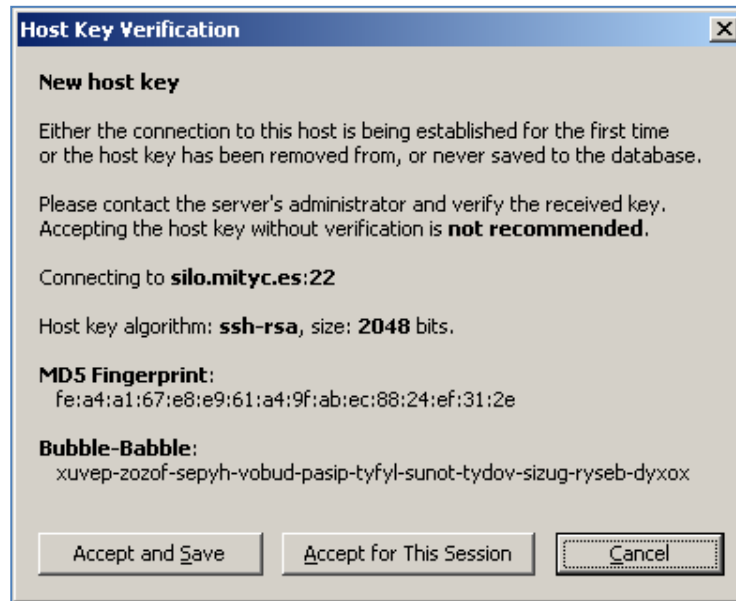 Host Key Verification
New host key
Either the connection to this host is being established for the first time
or the host key has been removed from, or never saved to the database.
Please contact the server's administrator and verify the received key.
Accepting the host key without verification is not recommended.
Connecting to silo.mityc.es:22
Host key algorithm: ssh-rsa, size: 2048 bits.
MD5 Fingerprint:
fe:a4:a1:67:e8:e9:61:a4:9f:ab:ec:88:24:ef:31:2e
Bubble-Babble:
xuvep-zozof-sepyh-vobud-pasip-tyfyl-sunot-tydov-sizug-ryseb-dyxox
Accept and Save
Accept for This Session
Cancel